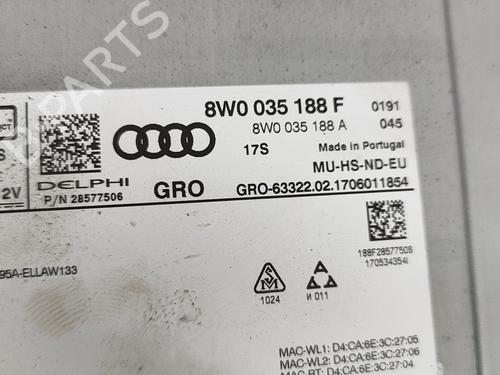 PARTS
8W0 035 188 F 0191
8W0 035 188 A 045
17S Made in Portugal
MU-HS-ND-EU
DELPHI GRO GRO-63322.02.1706011854
2V P/N 28577506
188F28577506
170534354I
95A-ELLAW133
1024 И 011
MAC-WL1: D4:CA:6E:3C:27:05
MAC-WL2: D4:CA:6E:3C:27:06
MAC-BT: D4:CA:6E:3C:27:04